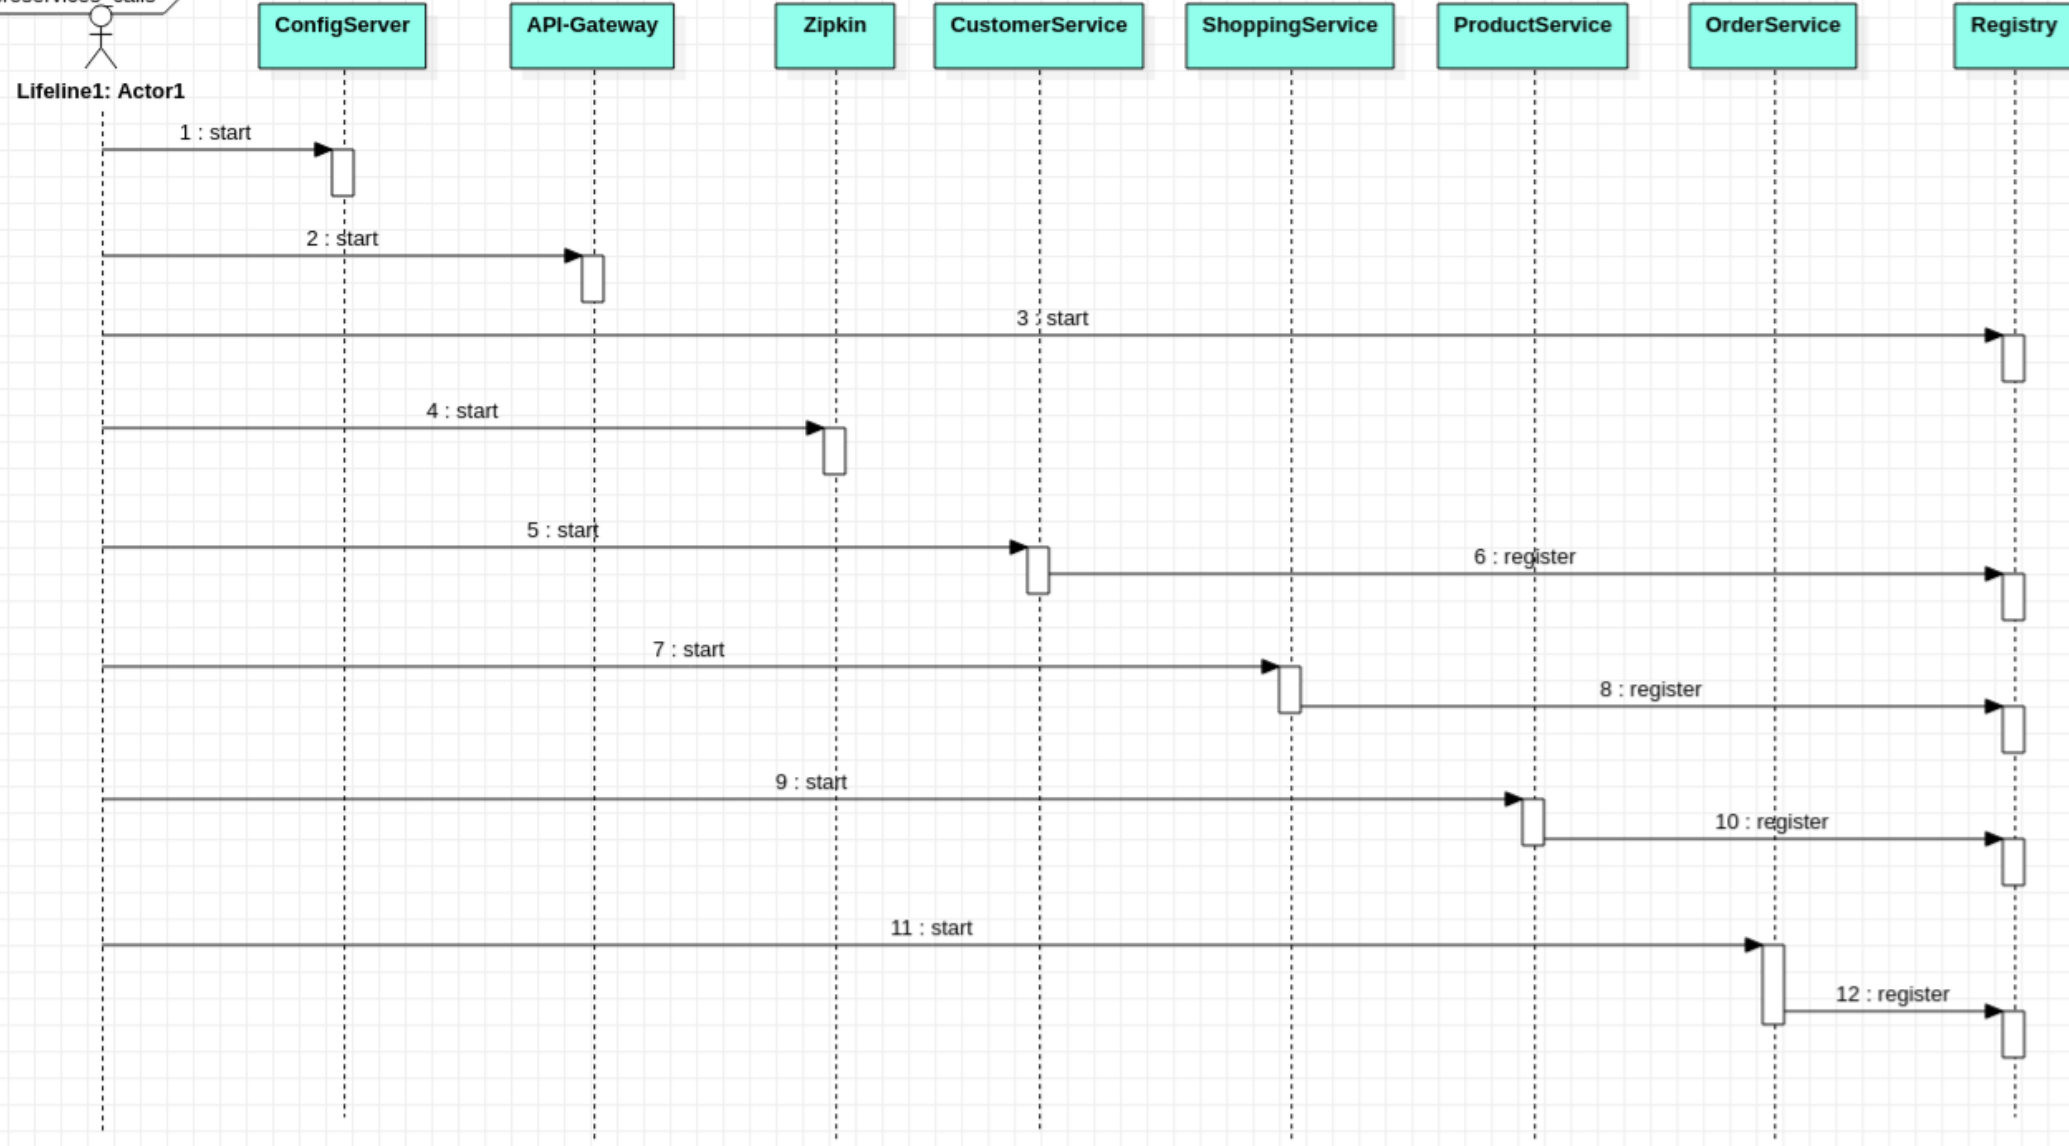 ConfigServer
API-Gateway
Zipkin
CustomerService
ShoppingService
ProductService
OrderService
Registry
Lifeline1: Actor1
1 : start
2 : start
3 : start
4 : start
5 : start
6 : register
7 : start
8 : register
9 : start
10 : register
11 : start
12 : register